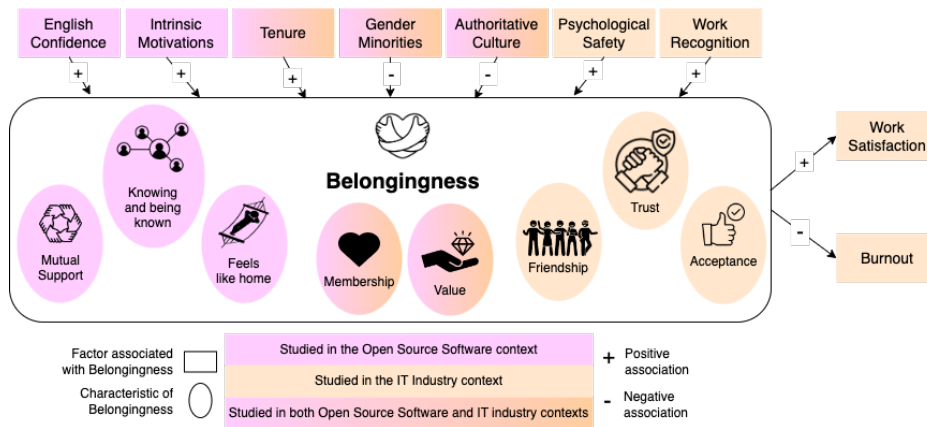 English
Confidence
Intrinsic
Motivations
Tenure
Gender
Minorities
Authoritative
Culture
Psychological
Safety
Work
Recognition
+
+
+
-
-
+
+
Belongingness
Mutual
Support
Knowing
and being
known
Feels
like home
Membership
Value
Friendship
Trust
Acceptance
+
Work
Satisfaction
-
Burnout
Factor associated
with Belongingness
Characteristic of
Belongingness
Studied in the Open Source Software context
Studied in the IT Industry context
Studied in both Open Source Software and IT industry contexts
+ Positive
association
- Negative
association